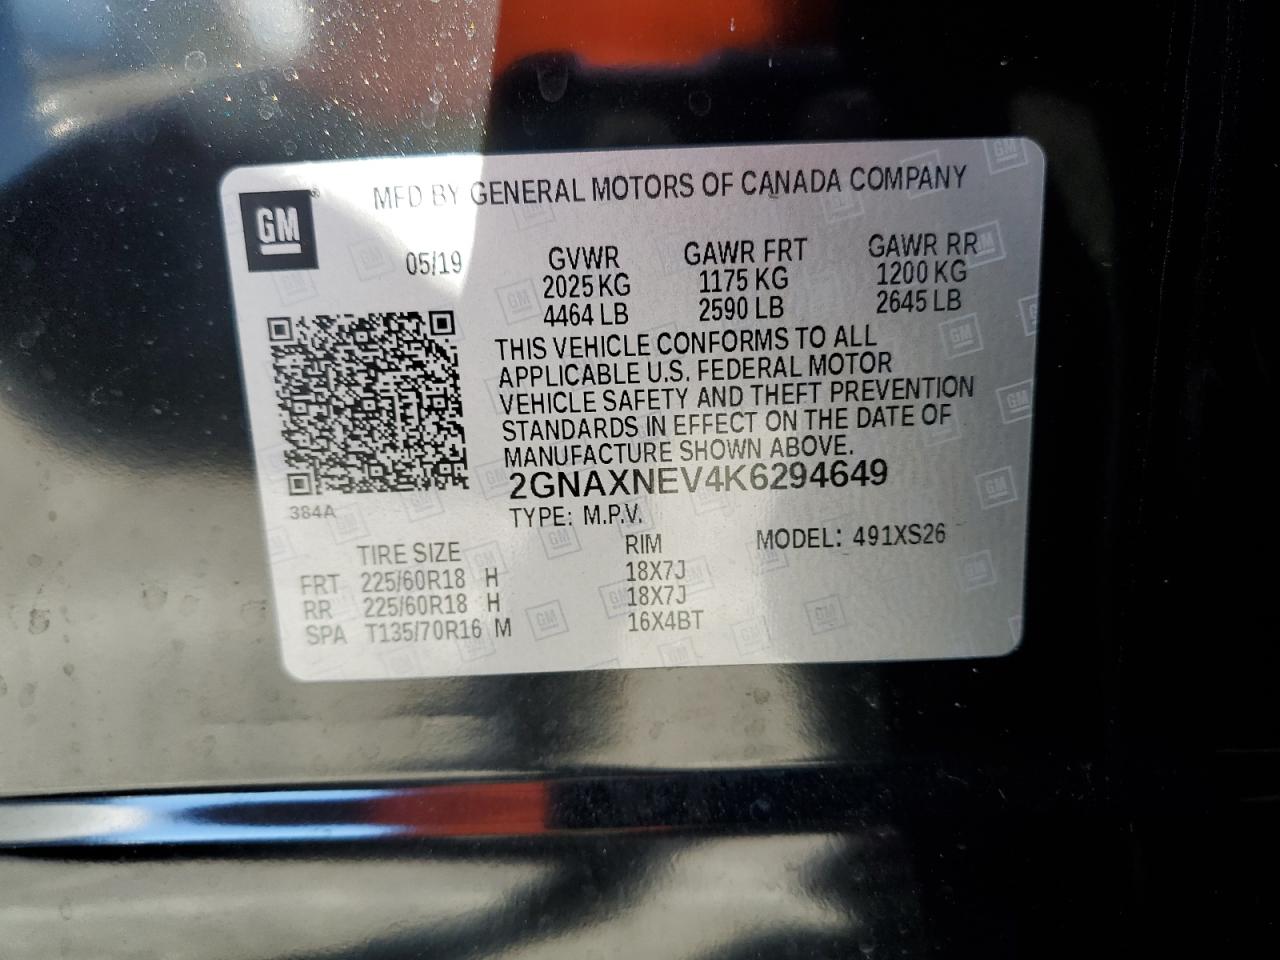 GM
MFD BY GENERAL MOTORS OF CANADA COMPANY
05/19
GVWR GAWR FRT GAWR RR
2025 KG 1175 KG 1200 KG
4464 LB 2590 LB 2645 LB
THIS VEHICLE CONFORMS TO ALL
APPLICABLE U.S. FEDERAL MOTOR
VEHICLE SAFETY AND THEFT PREVENTION
STANDARDS IN EFFECT ON THE DATE OF
MANUFACTURE SHOWN ABOVE.
2GNAXNEV4K6294649
384A
TYPE: M.P.V.
TIRE SIZE RIM MODEL: 491XS26
FRT 225/60R18 H 18X7J
RR 225/60R18 H 18X7J
SPA T135/70R16 M 16X4BT